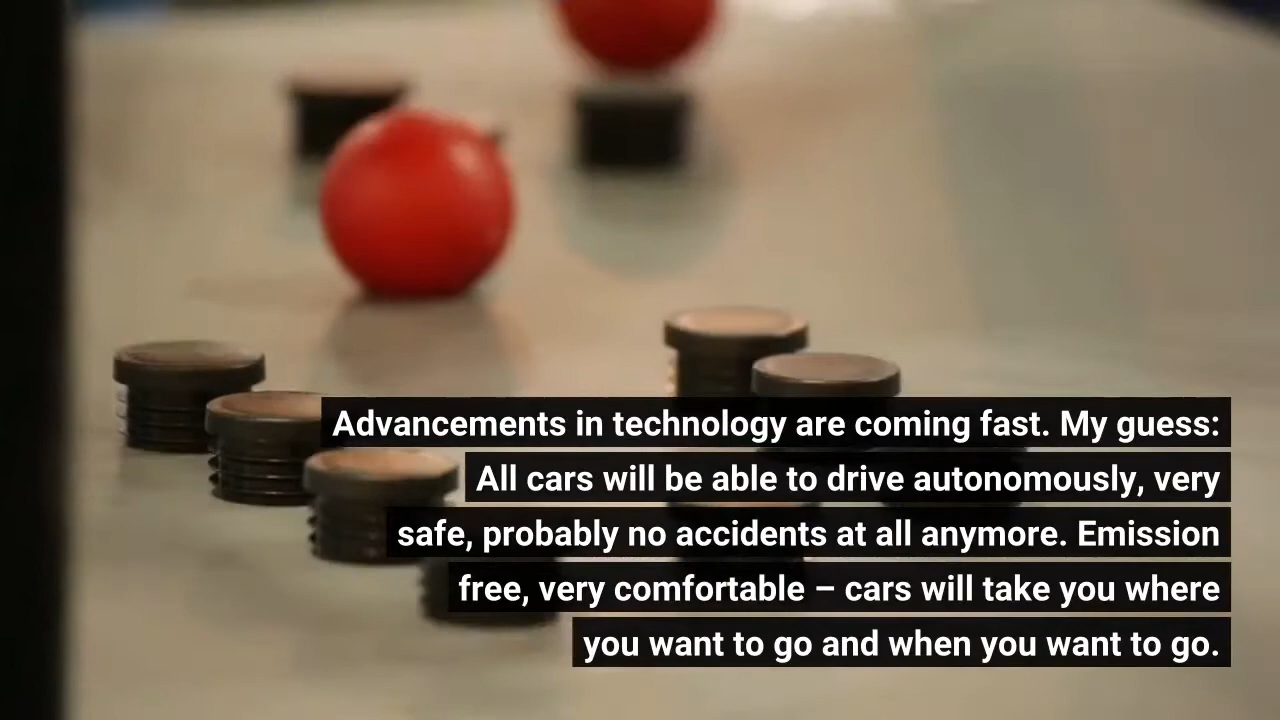 Advancements in technology are coming fast. My guess:
All cars will be able to drive autonomously, very
safe, probably no accidents at all anymore. Emission
free, very comfortable – cars will take you where
you want to go and when you want to go.